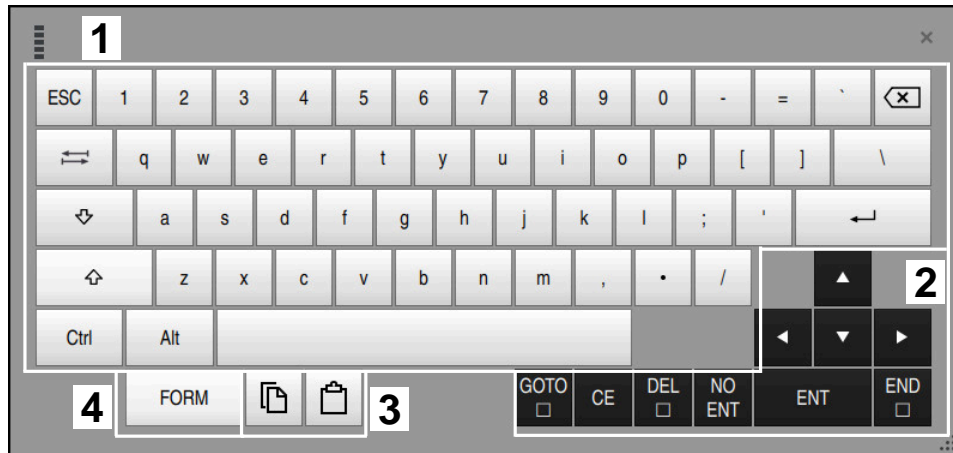 1 ×
ESC 1 2 3 4 5 6 7 8 9 0 - = `
q w e r t y u i o p [ ] \
a s d f g h j k l ; '
z x c v b n m , • / 2
Ctrl Alt
4 FORM 3 GOTO □ CE DEL □ NO ENT ENT END □